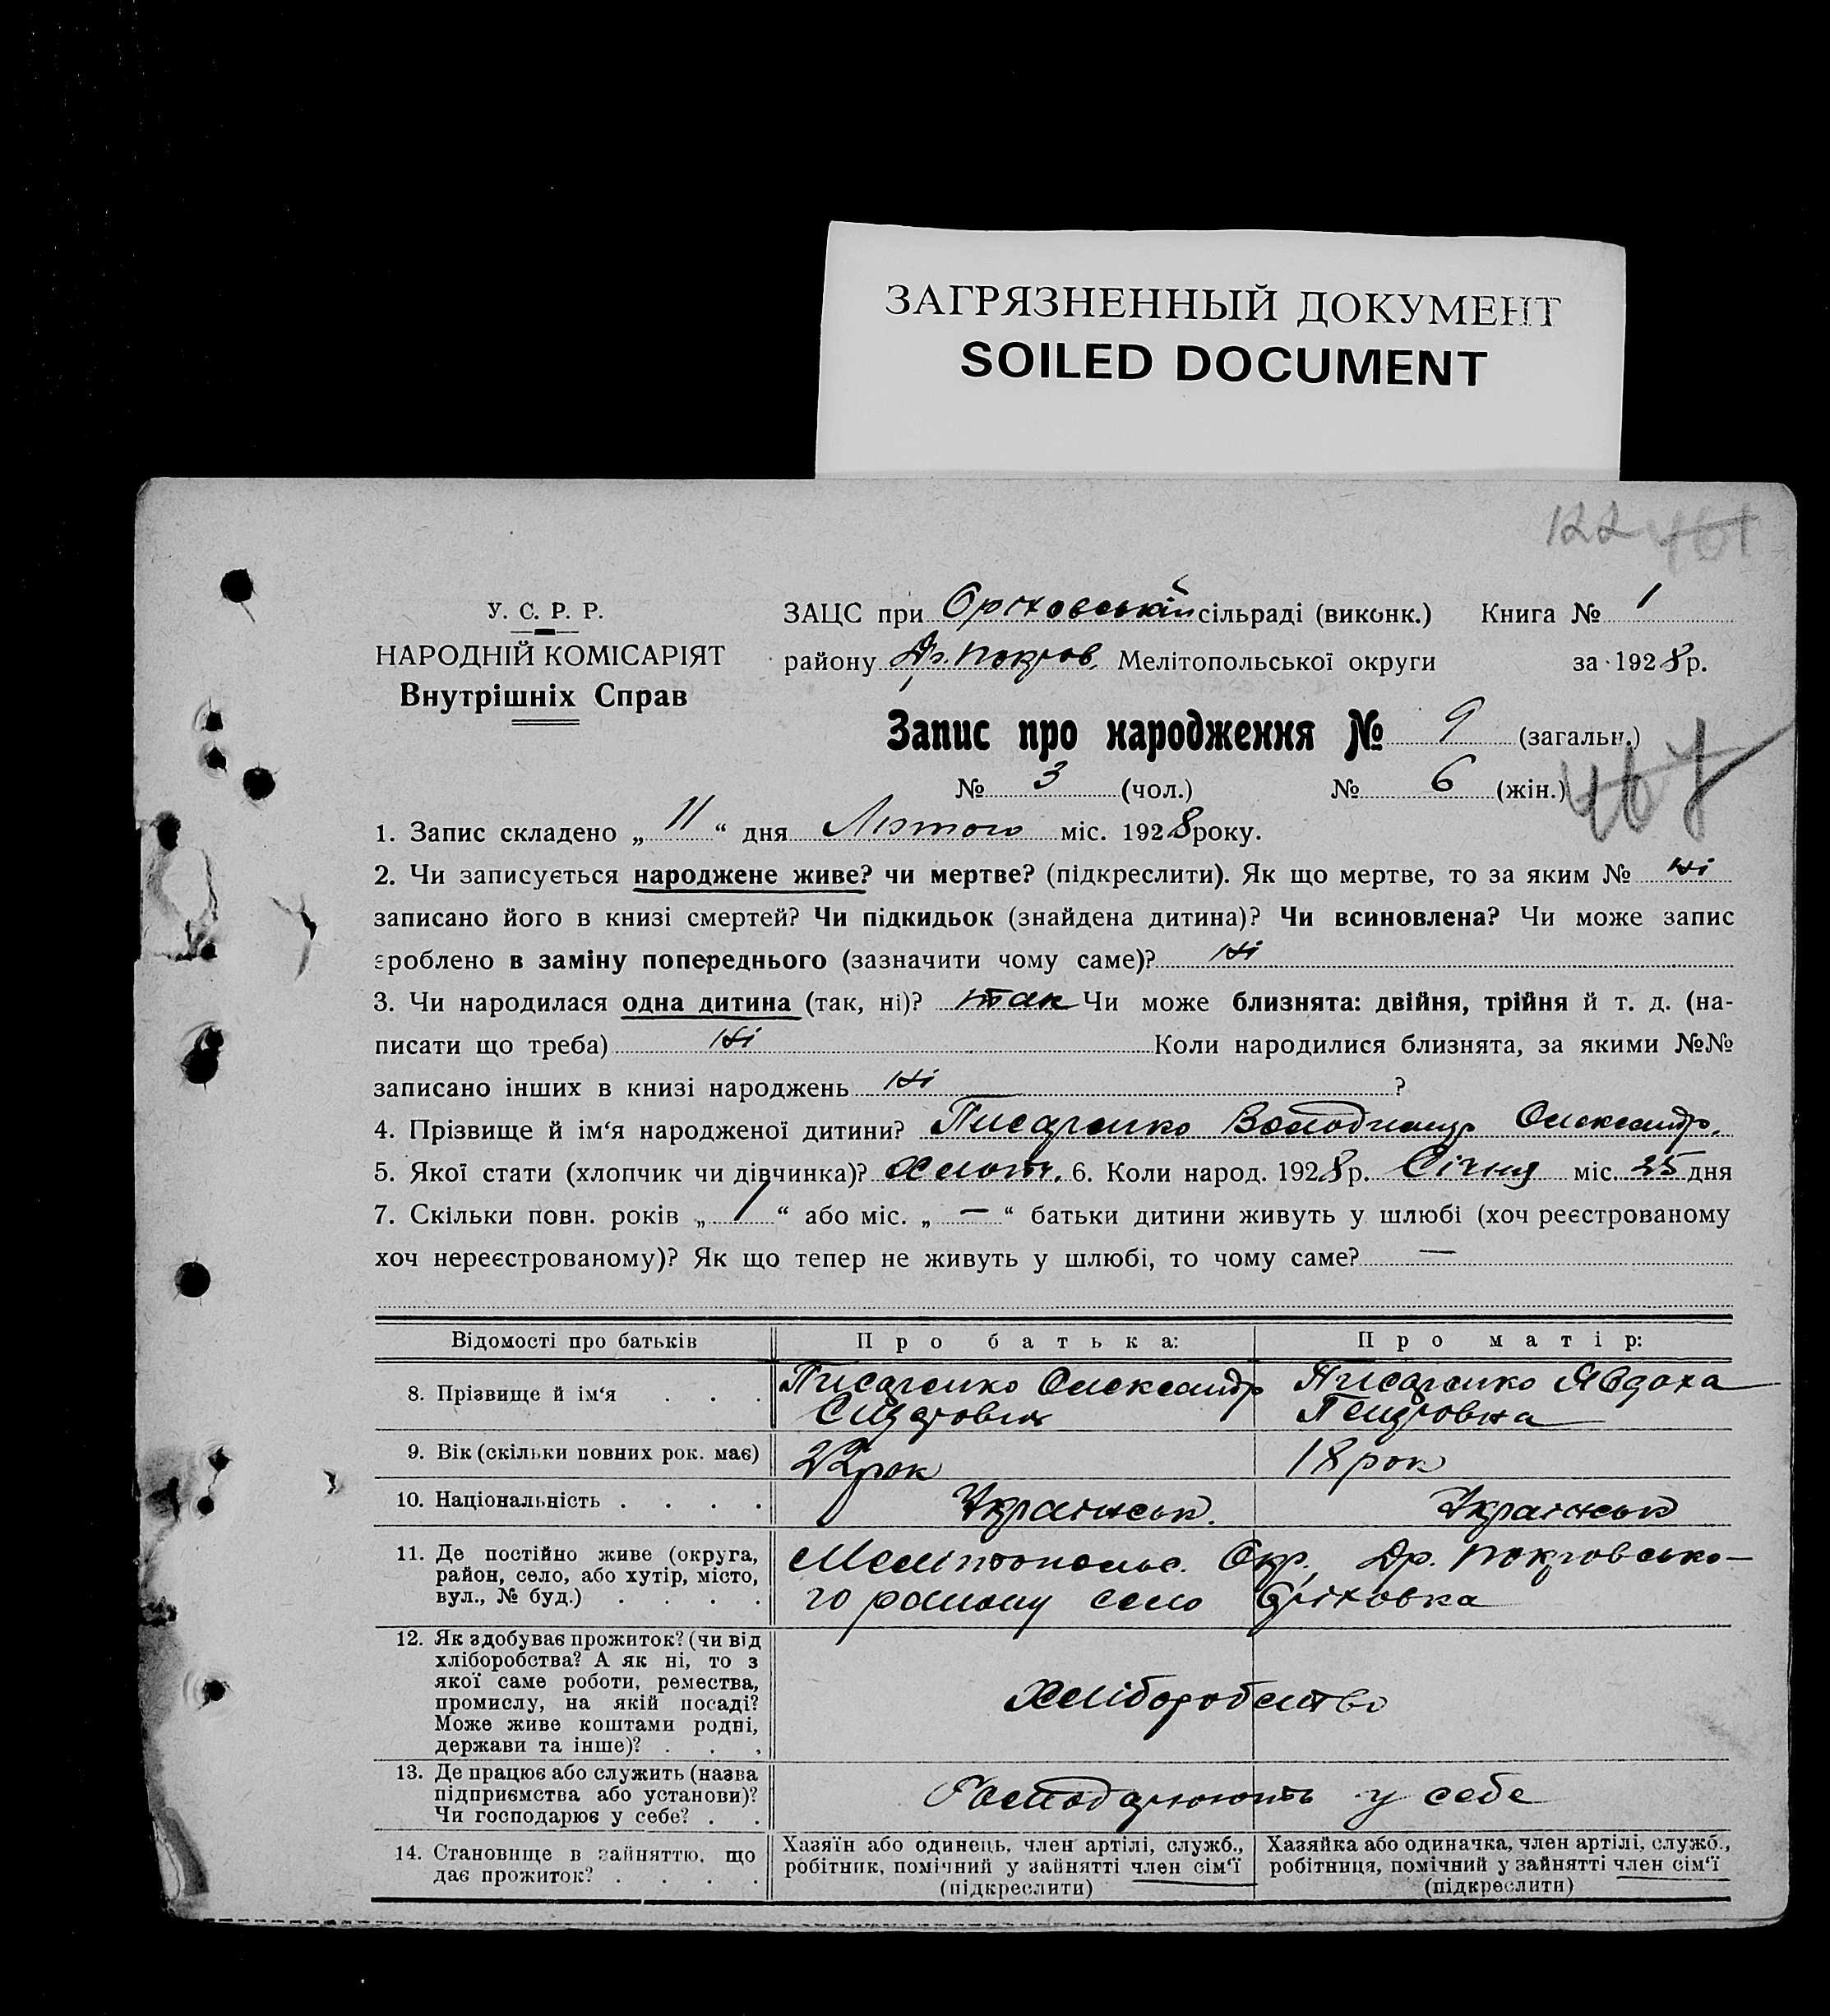 ЗАГРЯЗНЕННЫЙ ДОКУМЕНТ
SOILED DOCUMENT
122 461
У. С. Р. Р.
НАРОДНІЙ КОМІСАРІЯТ
Внутрішніх Справ
ЗАЦС при Оріховській сільраді (виконк.) Книга № 1
району Др. Покров. Мелітопольської округи за 1928 р.
Запис про народження № 9 (загальн.)
№ 3 (чол.) № 6 (жін.)
467
1. Запис складено „ 11 “ дня Лютого міс. 1928 року.
2. Чи записується народжене живе? чи мертве? (підкреслити). Як що мертве, то за яким № Ні
записано його в книзі смертей? Чи підкидьок (знайдена дитина)? Чи всиновлена? Чи може запис
зроблено в заміну попереднього (зазначити чому саме)? Ні
3. Чи народилася одна дитина (так, ні)? так Чи може близнята: двійня, трійня й т. д. (на-
писати що треба) Ні Коли народилися близнята, за якими №№
записано інших в книзі народжень Ні ?
4. Прізвище й ім‘я народженої дитини? Писаренко Володимир Олександр.
5. Якої стати (хлопчик чи дівчинка)? Хлопч. 6. Коли народ. 1928 р. Січня міс. 25 дня
7. Скільки повн. років „ 1 “ або міс. „ — “ батьки дитини живуть у шлюбі (хоч реєстрованому
хоч нереєстрованому)? Як що тепер не живуть у шлюбі, то чому саме? —
Відомості про батьків Про батька: Про матір:
8. Прізвище й ім‘я . . . Писаренко Олександр Писаренко Явдоха
9. Вік (скільки повних рок. має) 22 рок 18 рок
10. Національність . . . . Українськ. Українськ
11. Де постійно живе (округа,
район, село, або хутір, місто,
вул., № буд.) . . . .
Мелітопольс. Окр., Др. Покровсько-
го району село Оріховка
12. Як здобуває прожиток? (чи від
хліборобства? А як ні, то з
якої саме роботи, ремества,
промислу, на якій посаді?
Може живе коштами родні,
держави та інше)? . . .
Хліборобство
13. Де працює або служить (назва
підприємства або установи)?
Чи господарює у себе? . .
Господарюють у себе
14. Становище в зайняттю, що
дає прожиток? . . . .
Хазяїн або одинець, член артілі, служб.,
робітник, помічний у зайнятті член сім‘ї
(підкреслити)
Хазяйка або одиначка, член артілі, служб.,
робітниця, помічний у зайнятті член сім‘ї
(підкреслити)